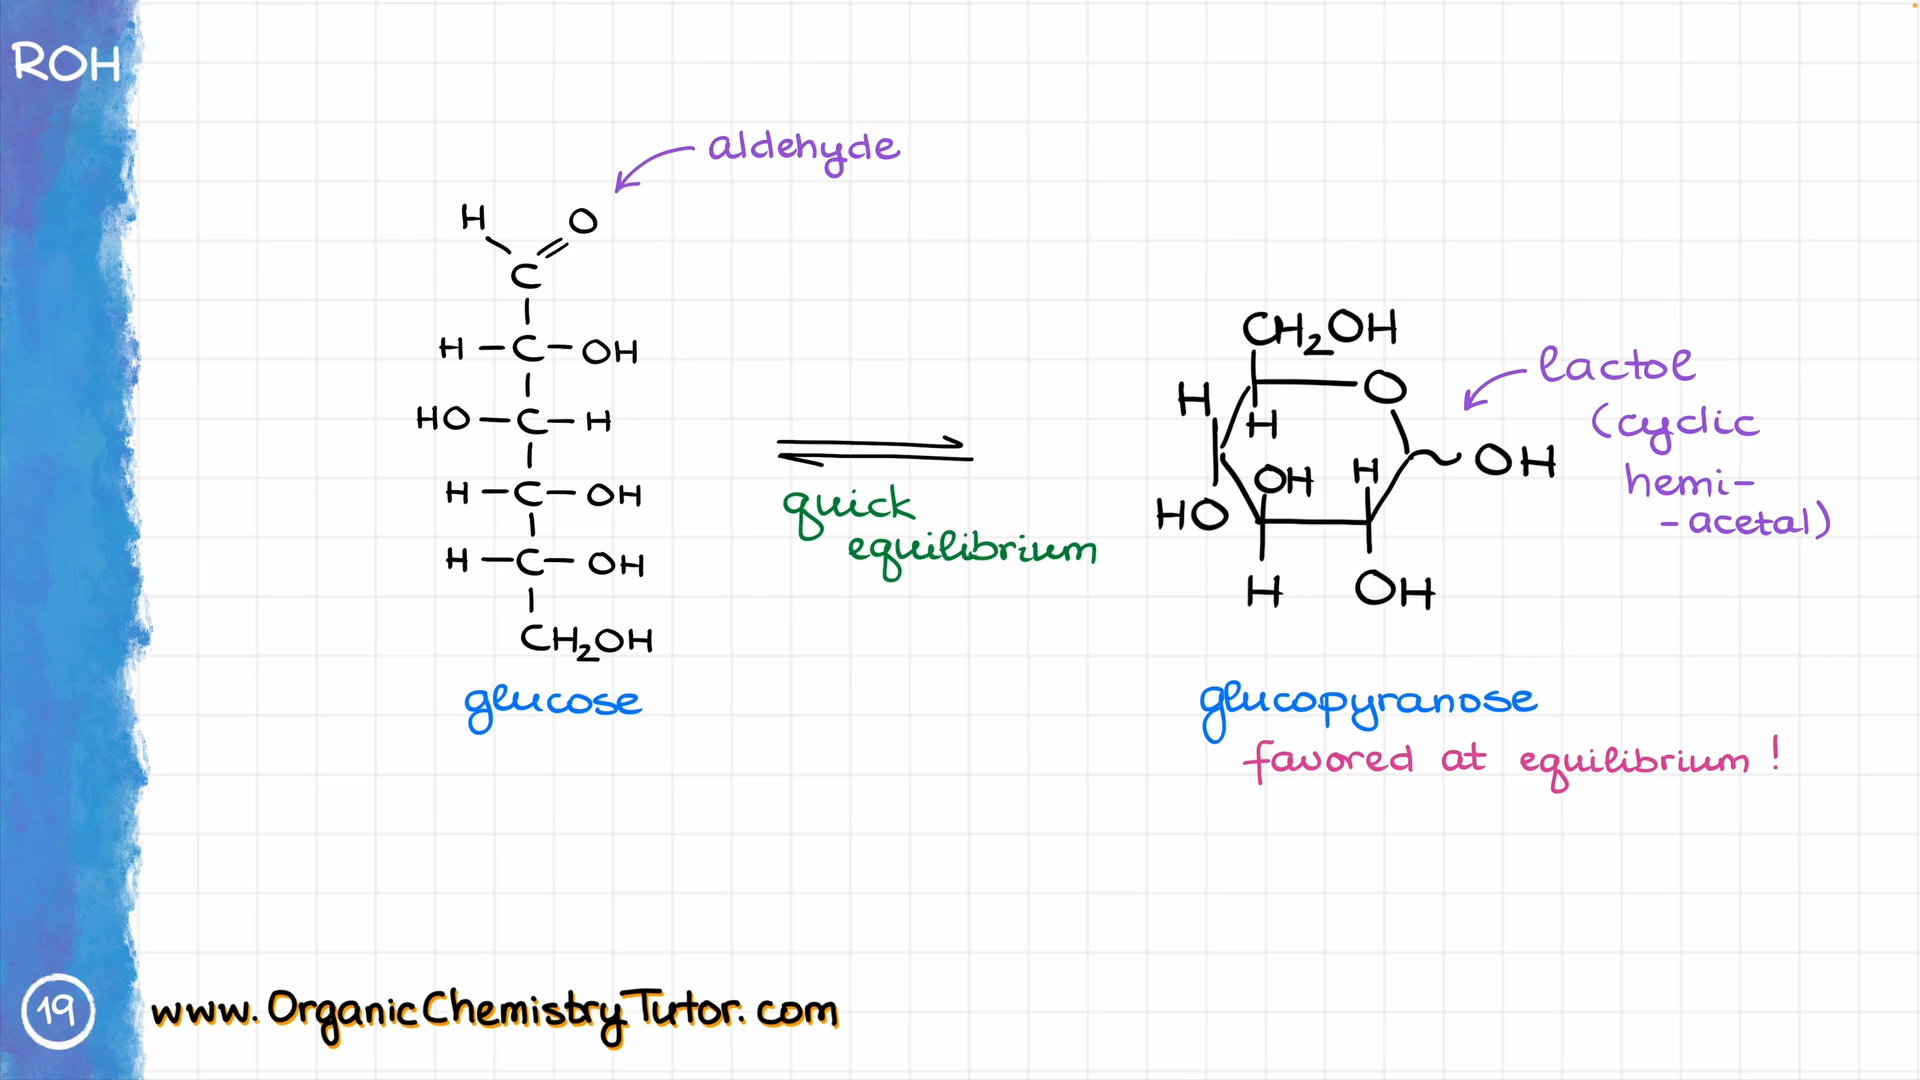 ROH
aldehyde
H O
C
H - C - OH
HO - C - H
H - C - OH
H - C - OH
CH₂OH
glucose
quick
equilibrium
CH₂OH
H O
H
OH H OH
HO
H OH
lactol
(cyclic
hemi-
-acetal)
glucopyranose
favored at equilibrium!
19
www.OrganicChemistryTutor.com